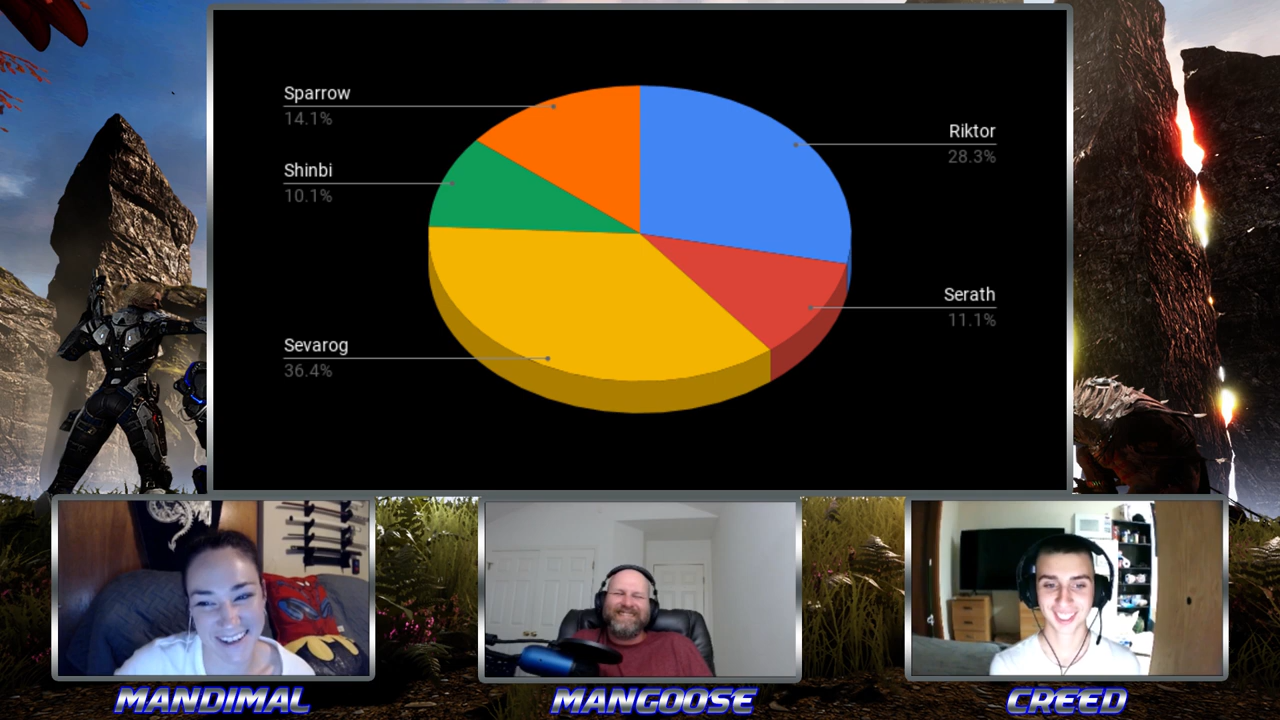 Sparrow
14.1%
Riktor
28.3%
Shinbi
10.1%
Serath
11.1%
Sevarog
36.4%
MANDIMAL
MANGOOSE
CREED